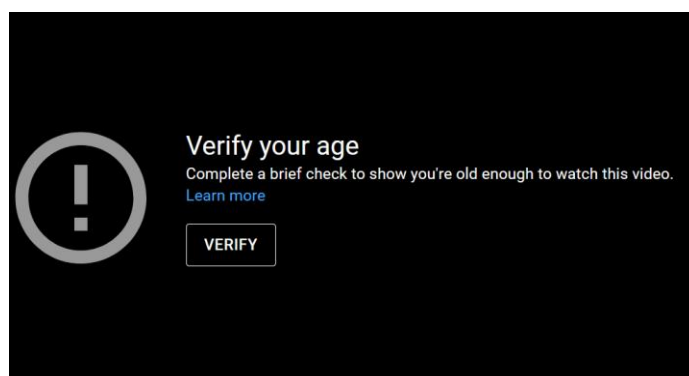 Verify your age
Complete a brief check to show you're old enough to watch this video.
Learn more
VERIFY